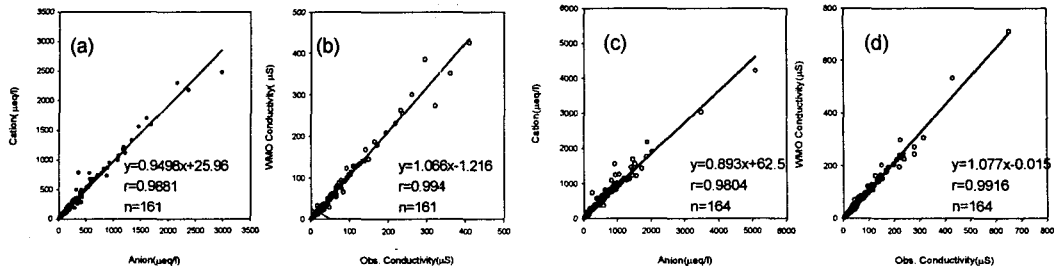 (a)
Cation(μeq/l)
3500
3000
2500
2000
1500
1000
500
0
y=0.9498x+25.96
r=0.9881
n=161
0 500 1000 1500 2000 2500 3000 3500
Anion(μeq/l)
(b)
WMO Conductivity( μS)
500
400
300
200
100
0
y=1.066x-1.216
r=0.994
n=161
0 100 200 300 400 500
Obs. Conductivity(μS)
(c)
Cation(μeq/l)
6000
5000
4000
3000
2000
1000
0
y=0.893x+62.5
r=0.9804
n=164
0 2000 4000 6000
Anion(μeq/l)
(d)
WMO Conductivity (μS)
800
600
400
200
0
y=1.077x-0.015
r=0.9916
n=164
0 100 200 300 400 500 600 700 800
Obs. Conductivity(μS)